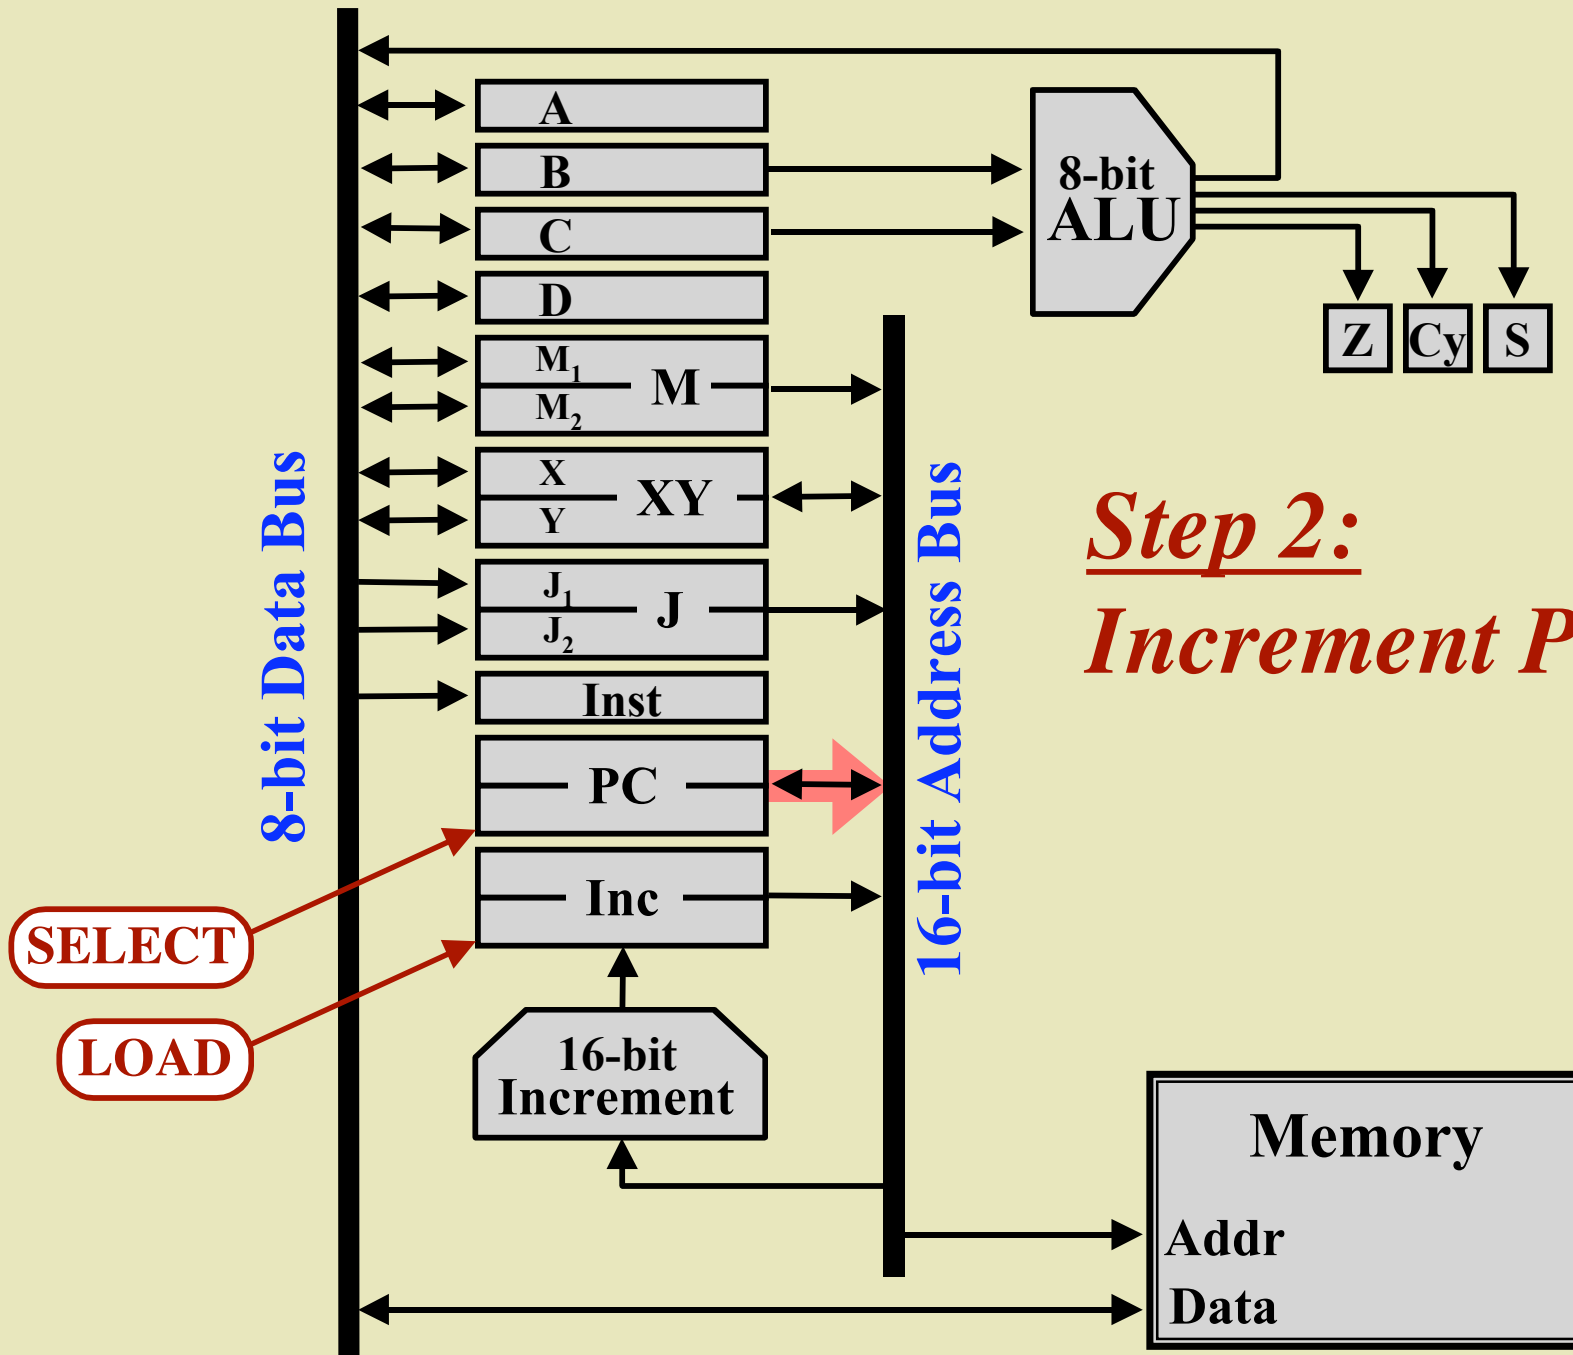 A
B
C
D
M₁
M
M₂
X
XY
Y
J₁
J
J₂
Inst
PC
Inc
16-bit
Increment
8-bit
ALU
Z
Cy
S
8-bit Data Bus
16-bit Address Bus
Step 2:
Increment P
SELECT
LOAD
Memory
Addr
Data